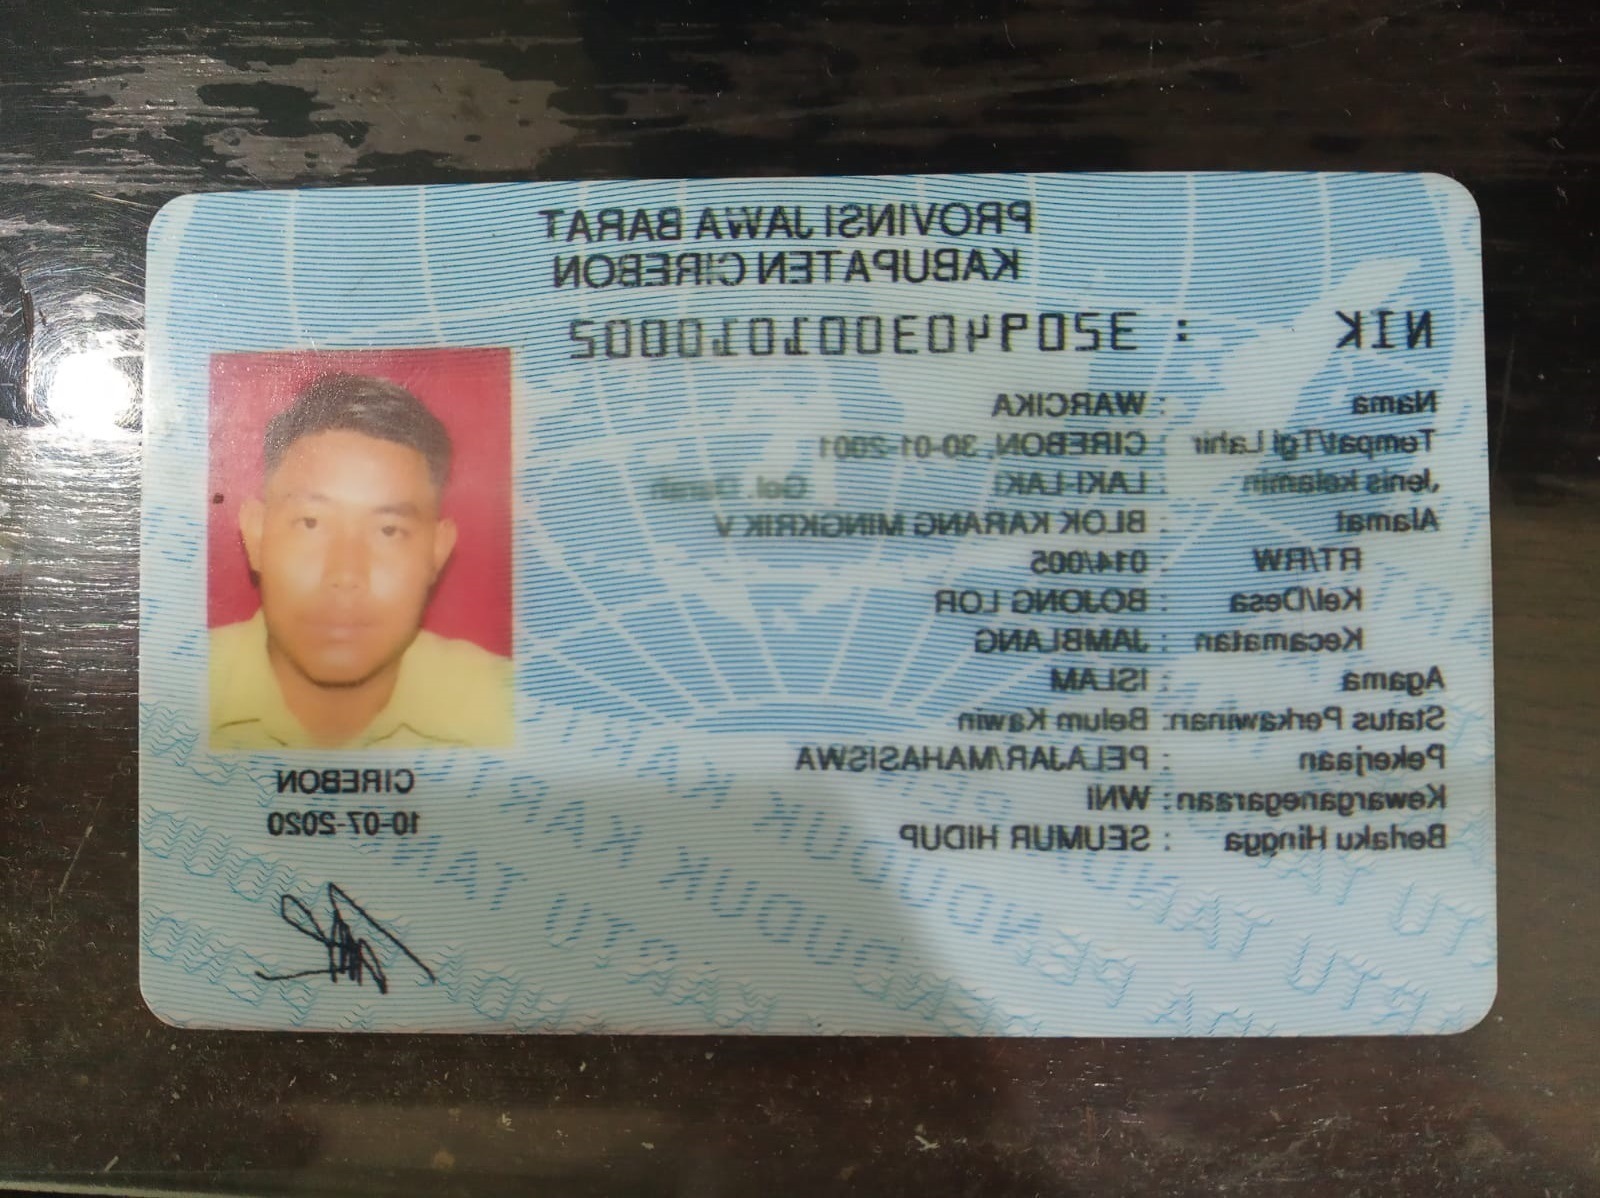 PROVINSI JAWA BARAT
KABUPATEN CIREBON
NIK : 3209403001010002
Nama : WARCIKA
Tempat/Tgl Lahir : CIREBON, 30-01-2001
Jenis kelamin : LAKI-LAKI Gol. Darah
Alamat : BLOK KARANG MINGKRIK V
RT/RW : 014/005
Kel/Desa : BOJONG LOR
Kecamatan : JAMBLANG
Agama : ISLAM
Status Perkawinan: Belum Kawin
Pekerjaan : PELAJAR/MAHASISWA
Kewarganegaraan: WNI
Berlaku Hingga : SEUMUR HIDUP
CIREBON
10-07-2020